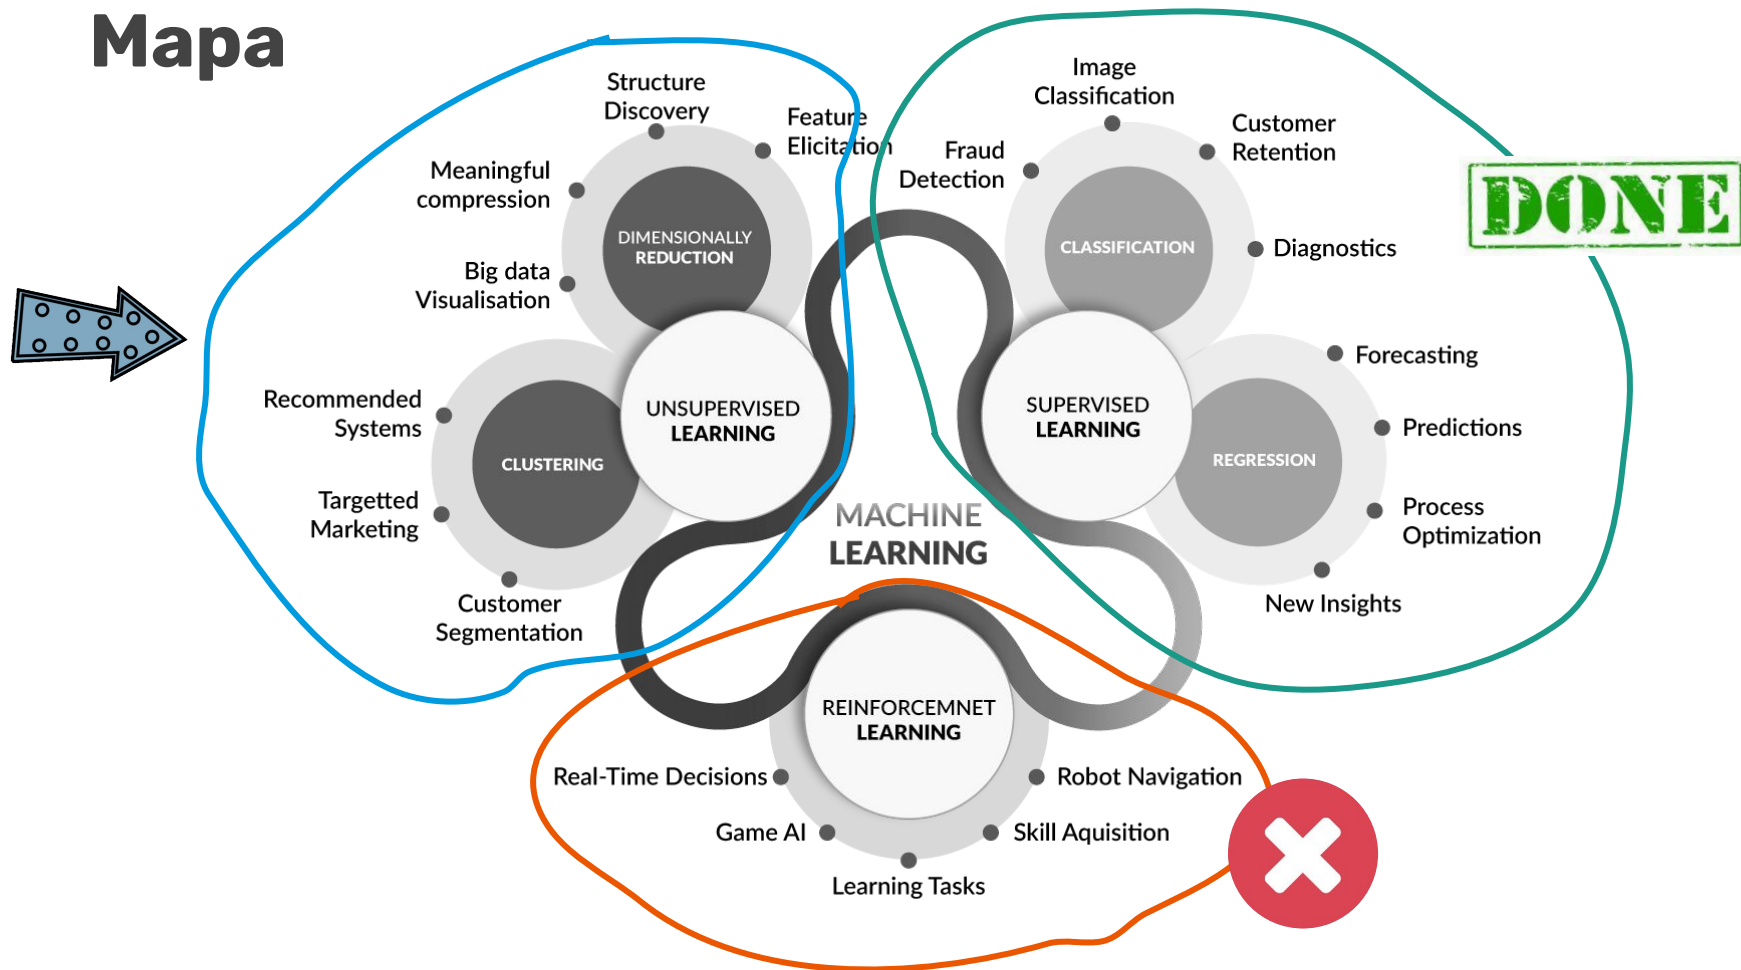 Mapa
Structure
Discovery
Feature
Elicitation
Meaningful
compression
Big data
Visualisation
DIMENSIONALLY
REDUCTION
Recommended
Systems
Targetted
Marketing
Customer
Segmentation
CLUSTERING
UNSUPERVISED
LEARNING
Image
Classification
Customer
Retention
Fraud
Detection
Diagnostics
CLASSIFICATION
DONE
SUPERVISED
LEARNING
REGRESSION
Forecasting
Predictions
Process
Optimization
New Insights
MACHINE
LEARNING
REINFORCEMNET
LEARNING
Real-Time Decisions
Robot Navigation
Game AI
Skill Aquisition
Learning Tasks